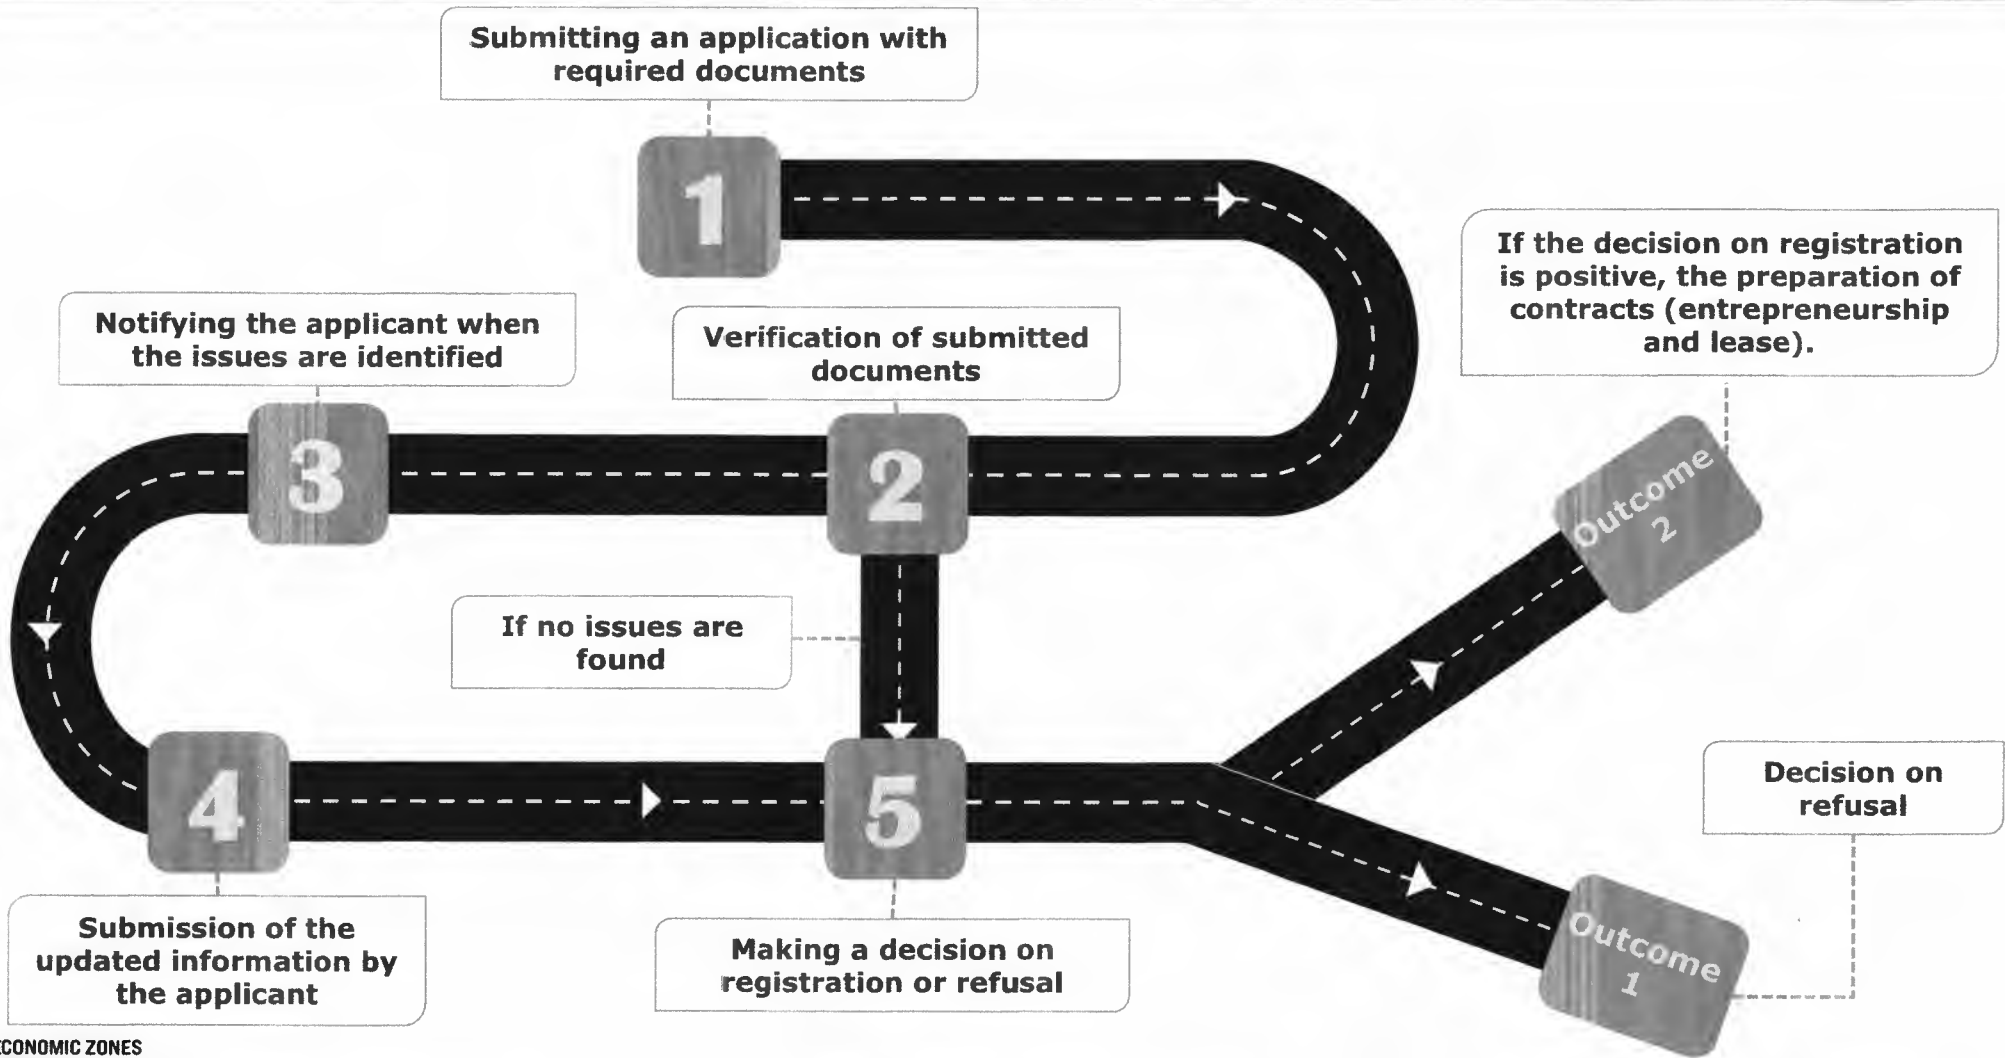 Submitting an application with
required documents
1
If the decision on registration
is positive, the preparation of
contracts (entrepreneurship
and lease).
Notifying the applicant when
the issues are identified
Verification of submitted
documents
3
2
Outcome
2
If no issues are
found
Decision on
refusal
4
5
Outcome
1
Submission of the
updated information by
the applicant
Making a decision on
registration or refusal
ECONOMIC ZONES